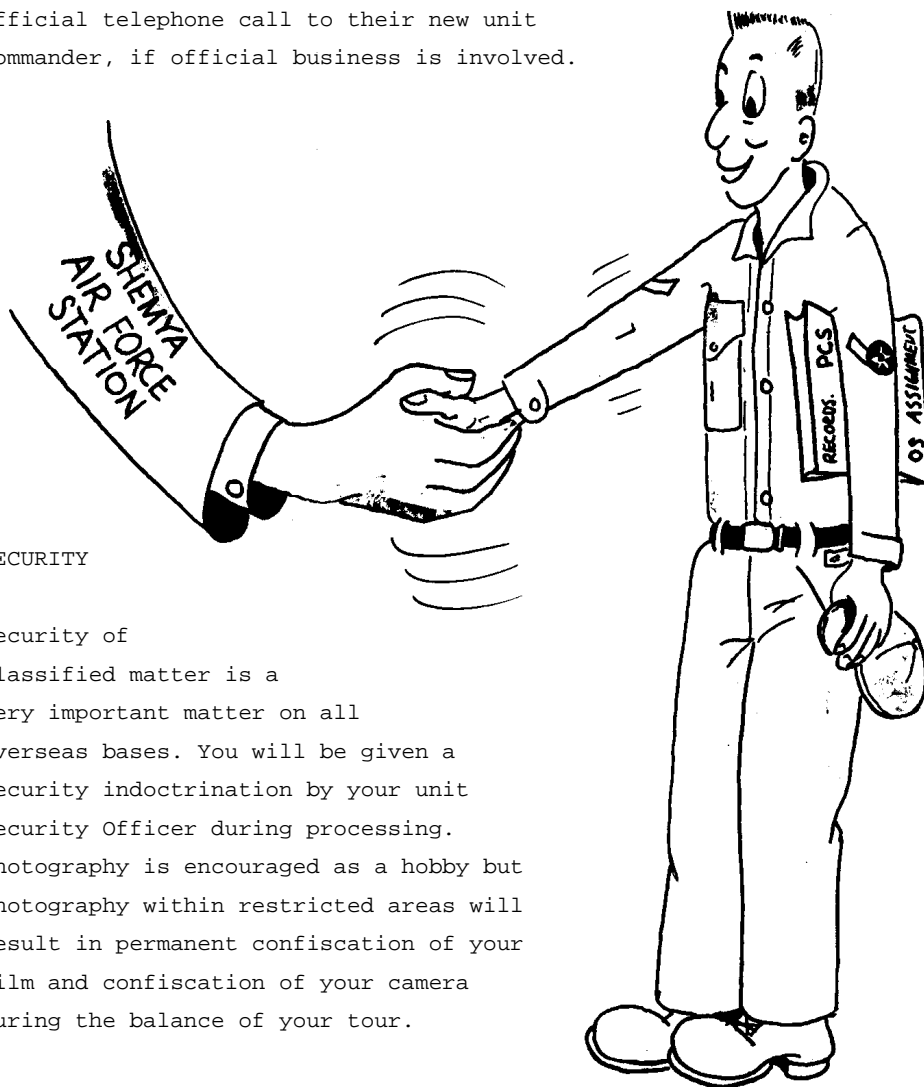 fficial telephone call to their new unit
ommander, if official business is involved.
SHEMYA
AIR FORCE
STATION
RECORDS. PCS
OS ASSIGNMENT
ECURITY
ecurity of
lassified matter is a
ery important matter on all
verseas bases. You will be given a
ecurity indoctrination by your unit
ecurity Officer during processing.
hotography is encouraged as a hobby but
hotography within restricted areas will
esult in permanent confiscation of your
ilm and confiscation of your camera
uring the balance of your tour.